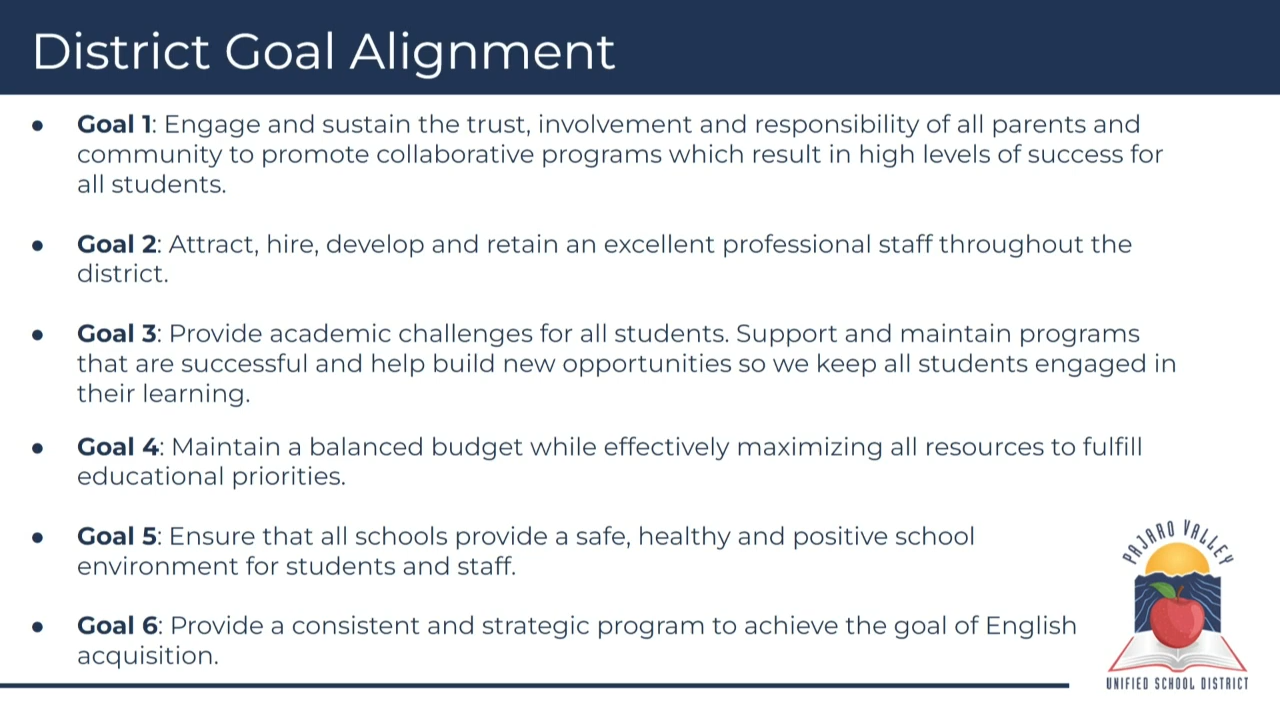 District Goal Alignment
● Goal 1: Engage and sustain the trust, involvement and responsibility of all parents and
community to promote collaborative programs which result in high levels of success for
all students.
● Goal 2: Attract, hire, develop and retain an excellent professional staff throughout the
district.
● Goal 3: Provide academic challenges for all students. Support and maintain programs
that are successful and help build new opportunities so we keep all students engaged in
their learning.
● Goal 4: Maintain a balanced budget while effectively maximizing all resources to fulfill
educational priorities.
● Goal 5: Ensure that all schools provide a safe, healthy and positive school
environment for students and staff.
● Goal 6: Provide a consistent and strategic program to achieve the goal of English
acquisition.
PAJARO VALLEY
UNIFIED SCHOOL DISTRICT